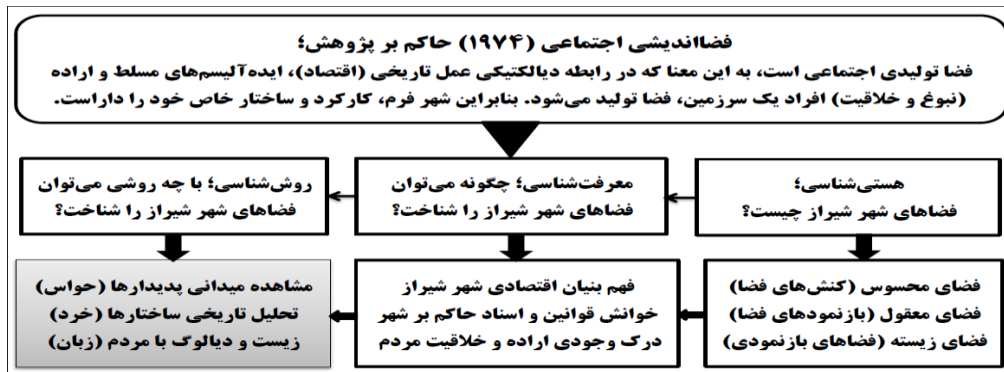 فضااندیشی اجتماعی (۱۹۷۴) حاکم بر پژوهش؛
فضا تولیدی اجتماعی است، به این معنا که در رابطه دیالکتیکی عمل تاریخی (اقتصاد)، ایده‌آلیسم‌های مسلط و اراده
(نبوغ و خلاقیت) افراد یک سرزمین، فضا تولید می‌شود. بنابراین شهر فرم، کارکرد و ساختار خاص خود را داراست.
هستی‌شناسی؛
فضاهای شهر شیراز چیست؟
معرفت‌شناسی؛ چگونه می‌توان
فضاهای شهر شیراز را شناخت؟
روش‌شناسی؛ با چه روشی می‌توان
فضاهای شهر شیراز را شناخت؟
فضای محسوس (کنش‌های فضا)
فضای معقول (بازنمودهای فضا)
فضای زیسته (فضاهای بازنمودی)
فهم بنیان اقتصادی شهر شیراز
خوانش قوانین و اسناد حاکم بر شهر
درک وجودی اراده و خلاقیت مردم
مشاهده میدانی پدیدارها (حواس)
تحلیل تاریخی ساختارها (خرد)
زیست و دیالوگ با مردم (زبان)